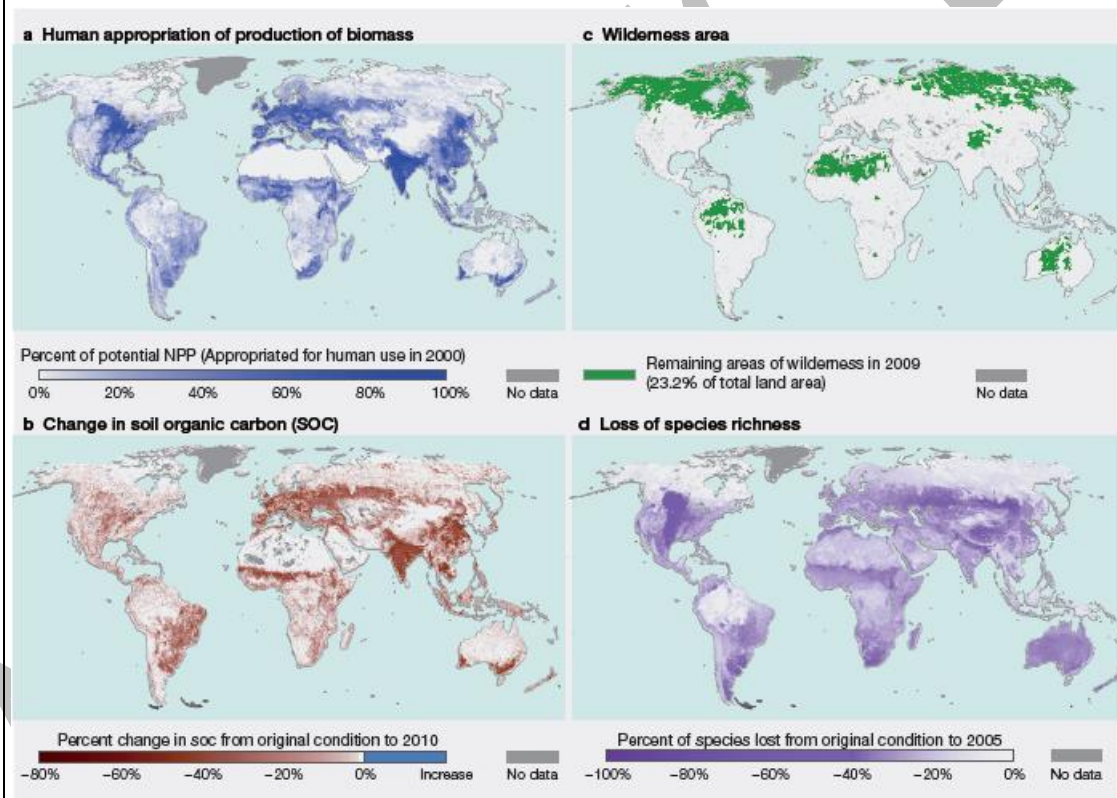 a Human appropriation of production of biomass
Percent of potential NPP (Appropriated for human use in 2000)
0% 20% 40% 60% 80% 100% No data
b Change in soil organic carbon (SOC)
Percent change in soc from original condition to 2010
−80% −60% −40% −20% 0% Increase No data
c Wilderness area
Remaining areas of wilderness in 2009
(23.2% of total land area)
No data
d Loss of species richness
Percent of species lost from original condition to 2005
−100% −80% −60% −40% −20% 0% No data